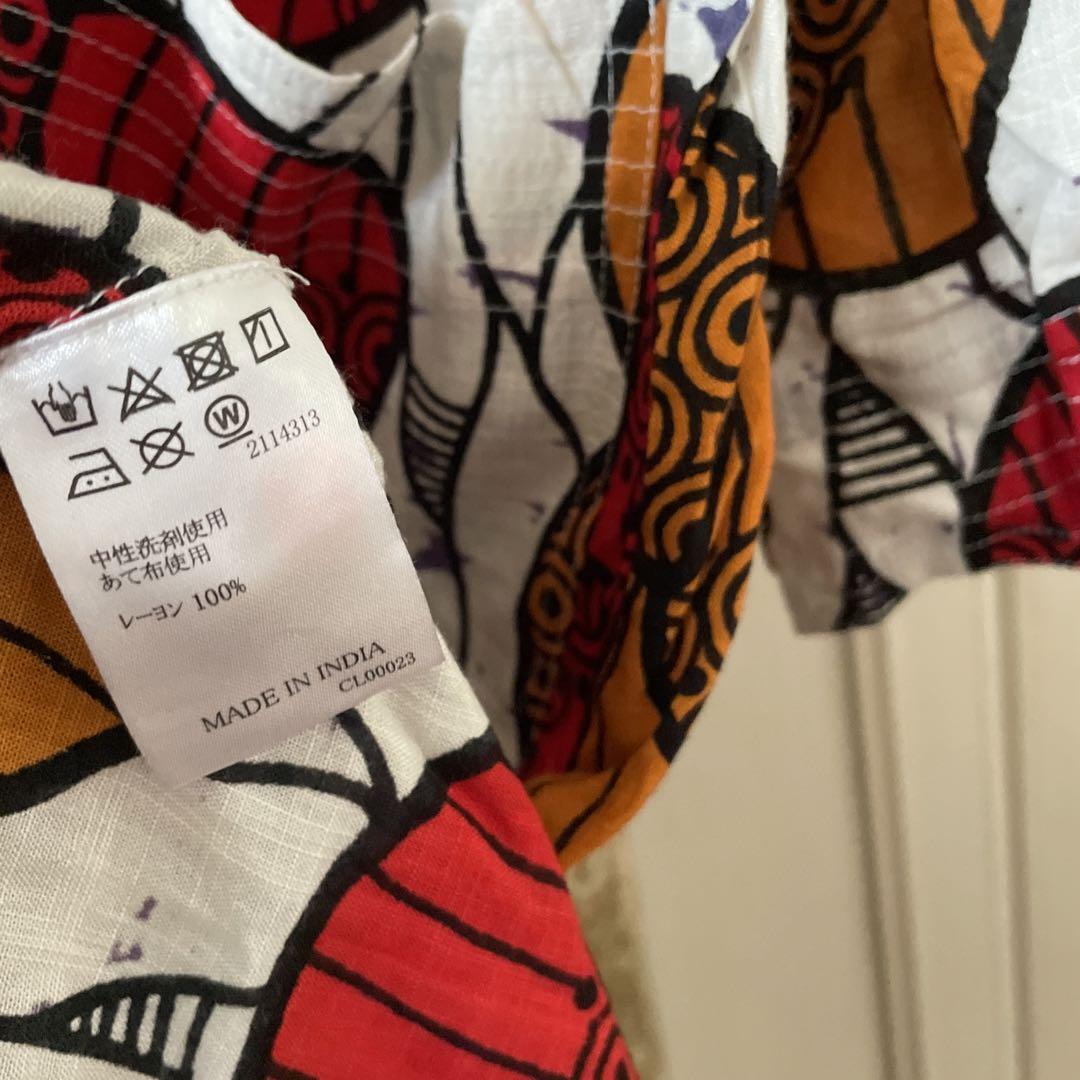 W
2114313
中性洗剤使用
あて布使用
レーヨン 100%
MADE IN INDIA
CL00023